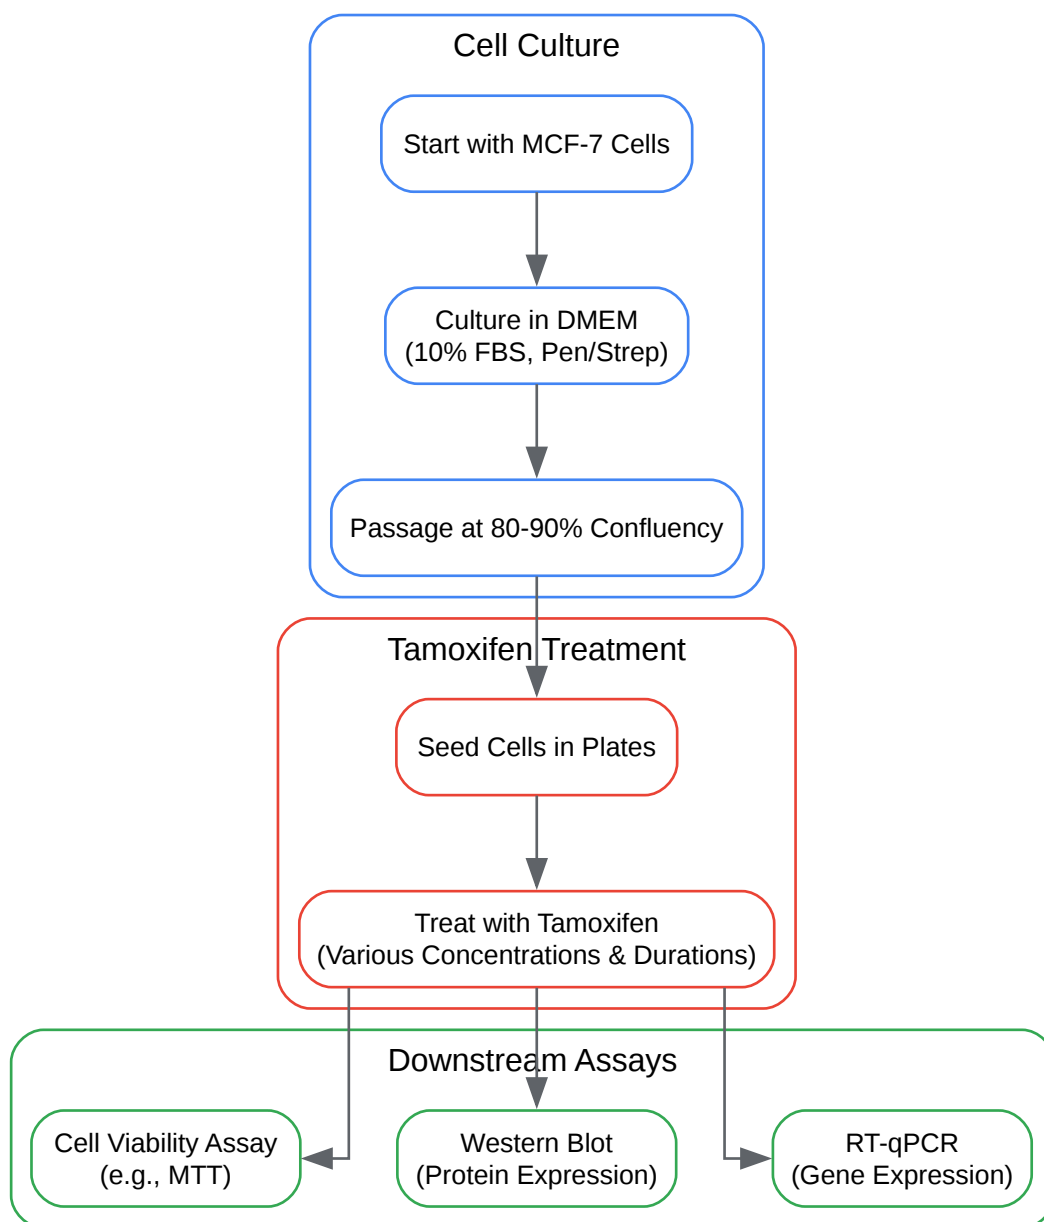 Cell Culture
Start with MCF-7 Cells
Culture in DMEM
(10% FBS, Pen/Strep)
Passage at 80-90% Confluency
Tamoxifen Treatment
Seed Cells in Plates
Treat with Tamoxifen
(Various Concentrations & Durations)
Downstream Assays
Cell Viability Assay
(e.g., MTT)
Western Blot
(Protein Expression)
RT-qPCR
(Gene Expression)